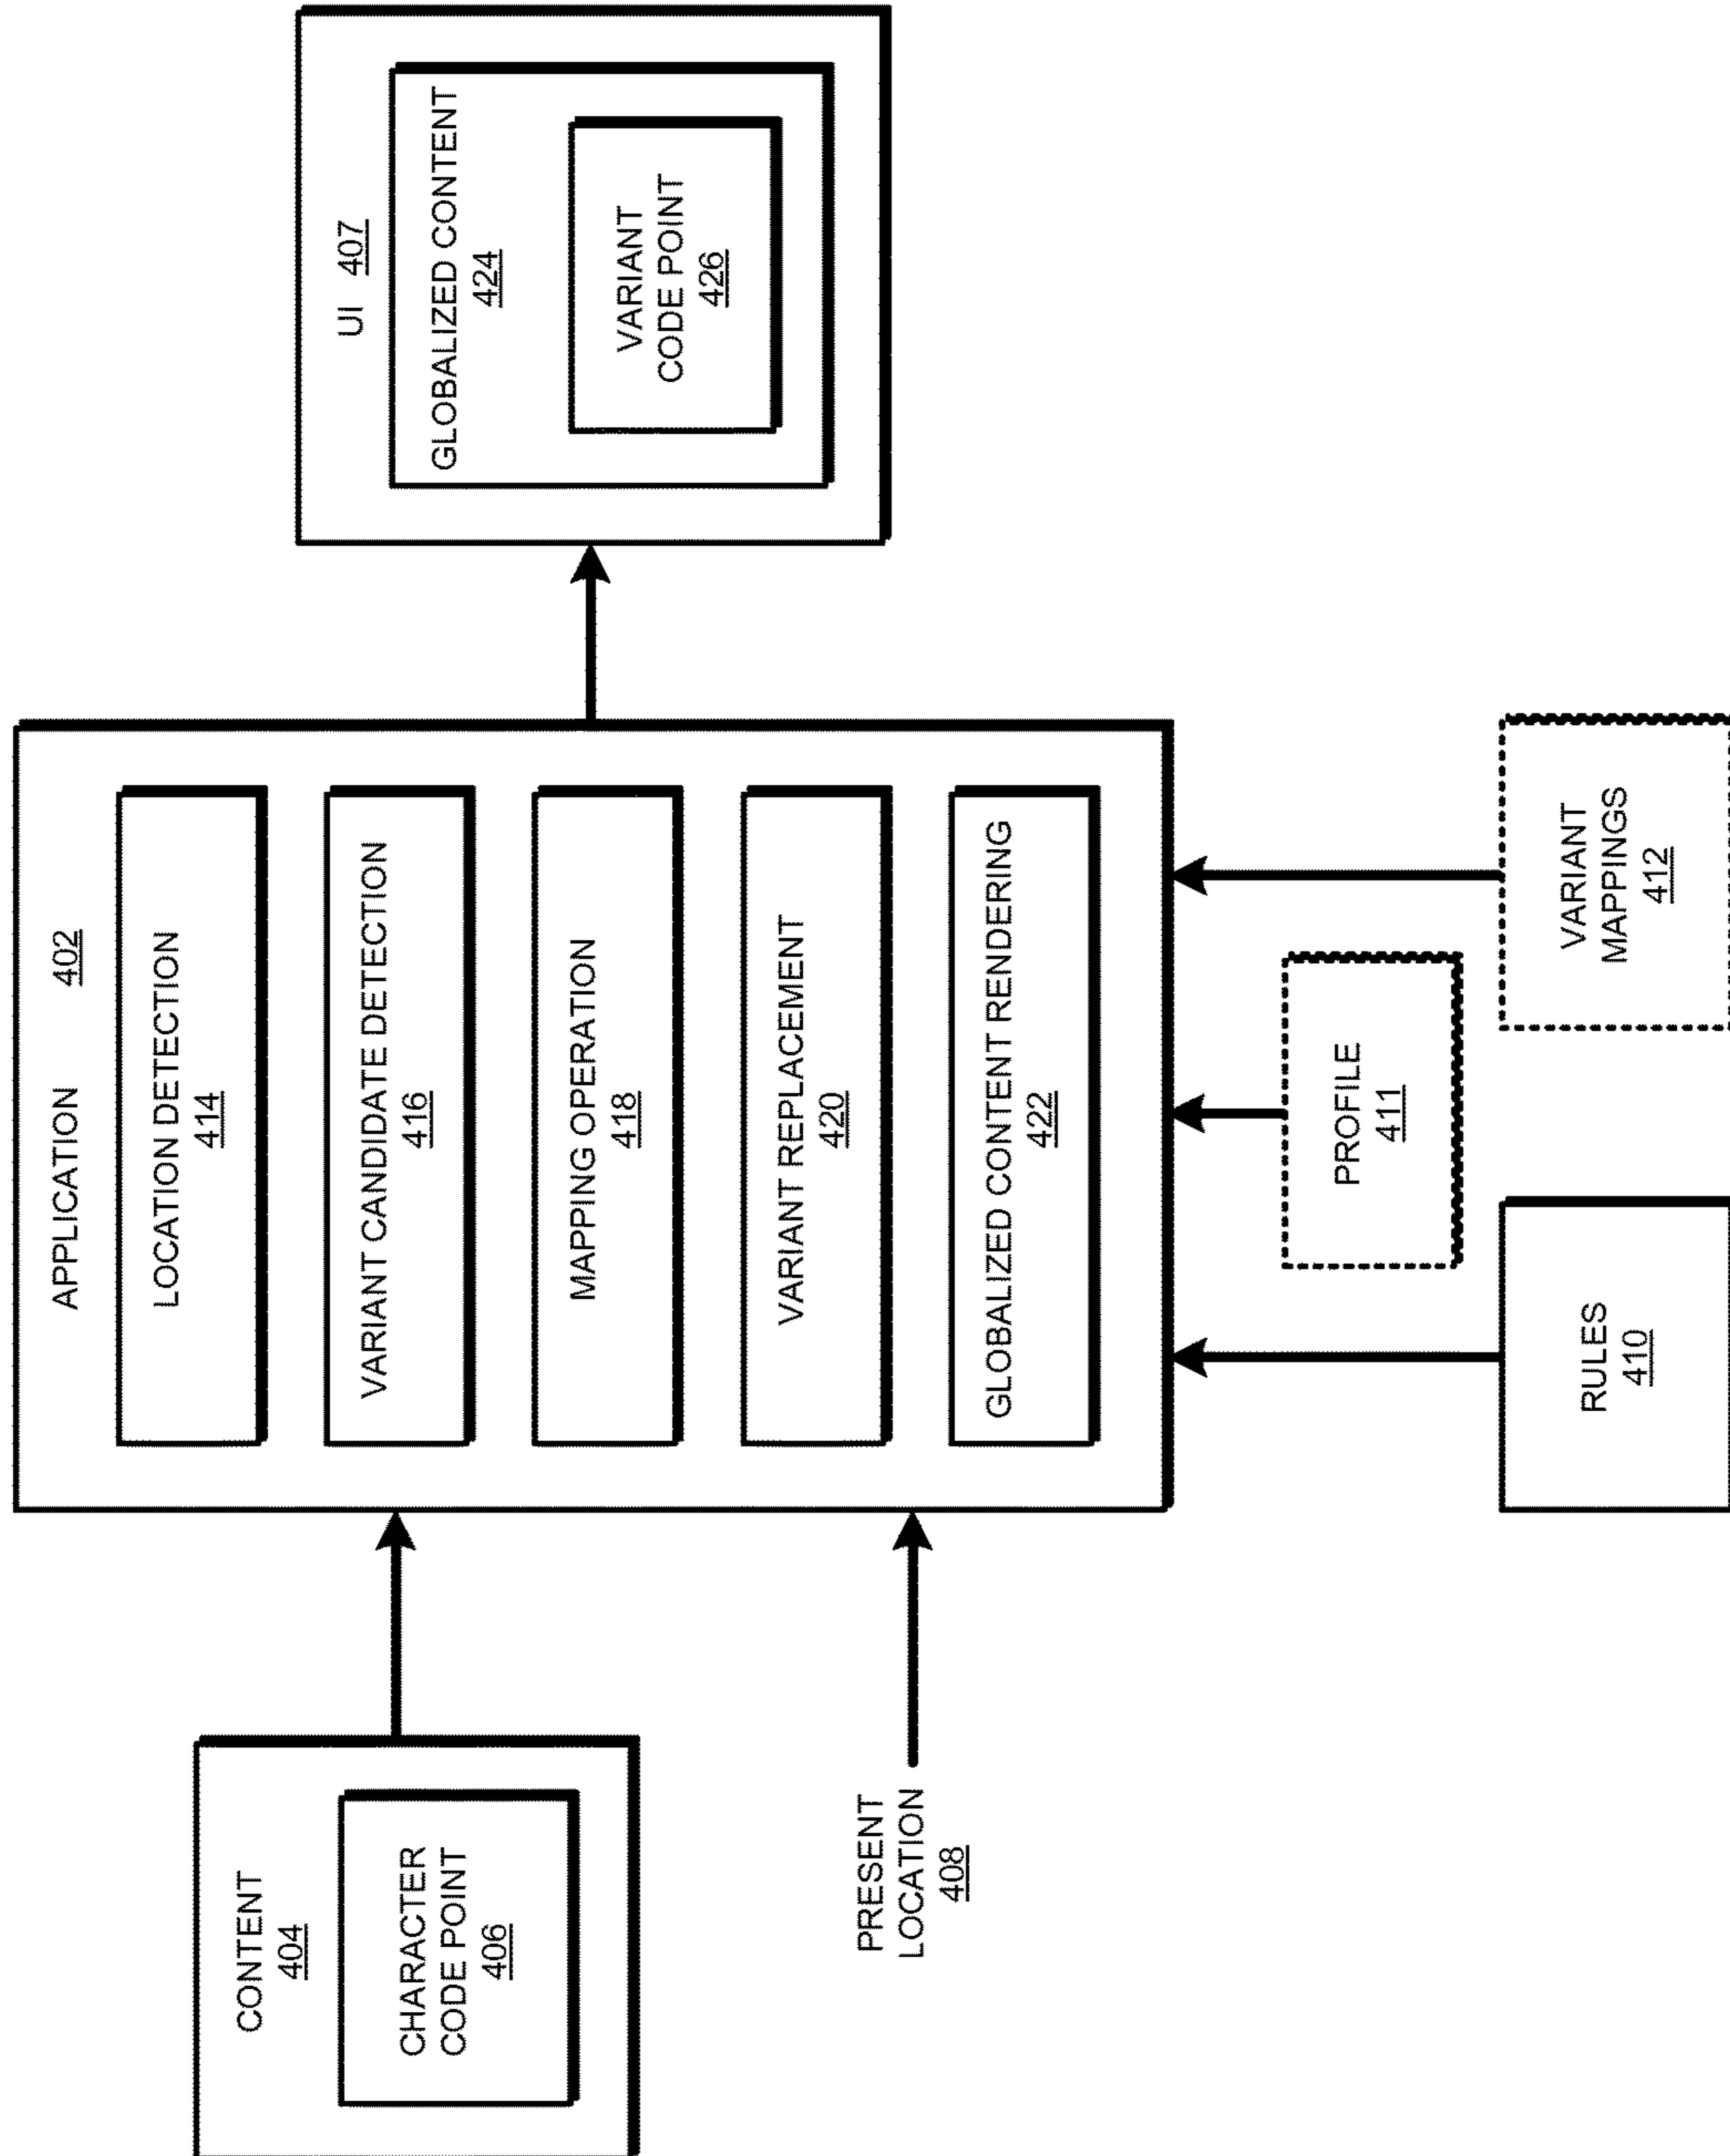 CONTENT
404
CHARACTER
CODE POINT
406
PRESENT
LOCATION
408
APPLICATION 402
LOCATION DETECTION
414
VARIANT CANDIDATE DETECTION
416
MAPPING OPERATION
418
VARIANT REPLACEMENT
420
GLOBALIZED CONTENT RENDERING
422
RULES
410
PROFILE
411
VARIANT
MAPPINGS
412
UI 407
GLOBALIZED CONTENT
424
VARIANT
CODE POINT
426